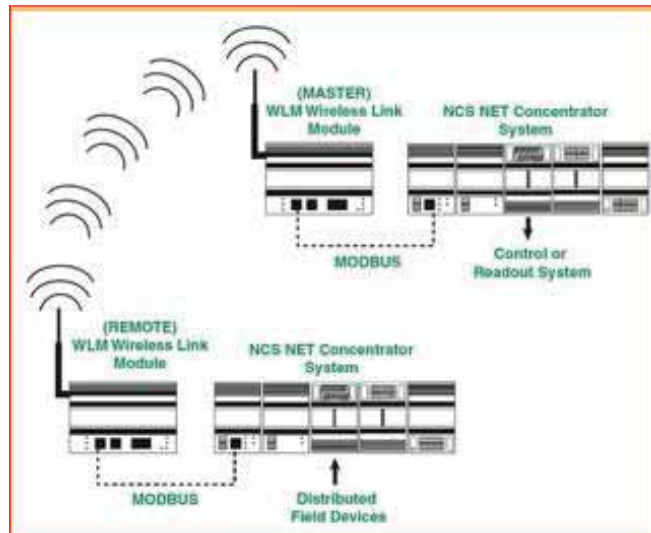 (MASTER)
WLM Wireless Link
Module
NCS NET Concentrator
System
MODBUS
Control or
Readout System
(REMOTE)
WLM Wireless Link
Module
NCS NET Concentrator
System
MODBUS
Distributed
Field Devices